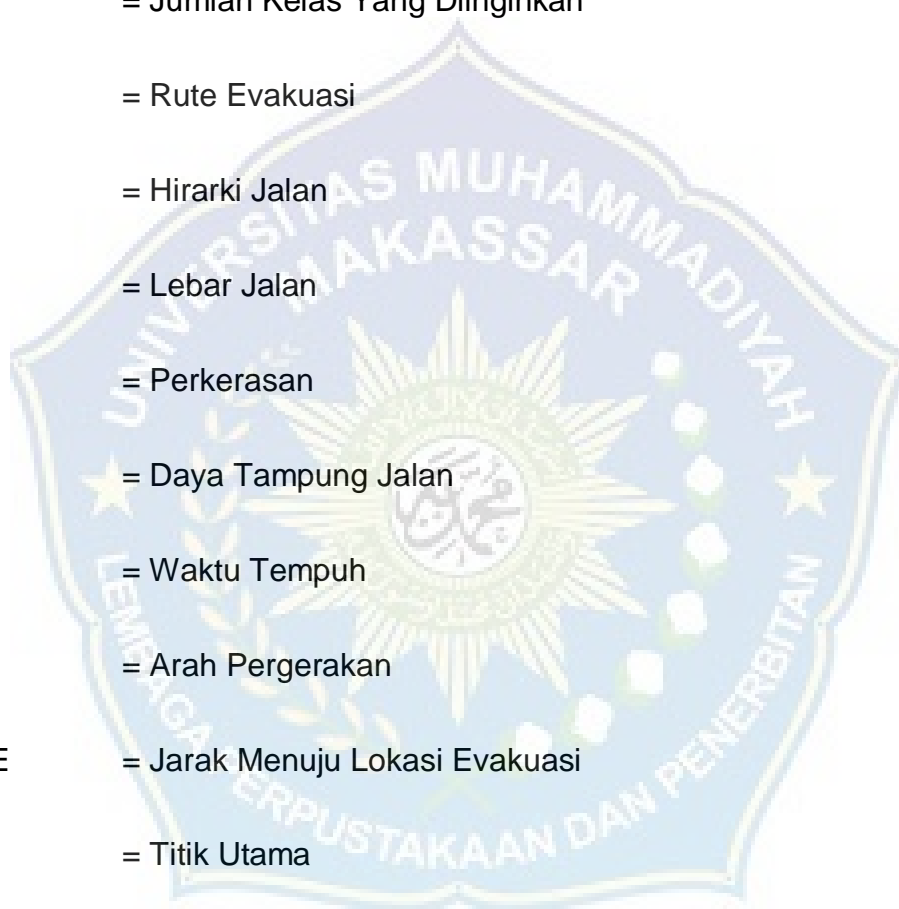 = Jumlah Kelas Yang Diinginkan
= Rute Evakuasi
= Hirarki Jalan
= Lebar Jalan
= Perkerasan
= Daya Tampung Jalan
= Waktu Tempuh
= Arah Pergerakan
E = Jarak Menuju Lokasi Evakuasi
= Titik Utama
UNIVERSITAS MUHAMMADIYAH
MAKASSAR
LEMBAGA PERPUSTAKAAN DAN PENERBITAN